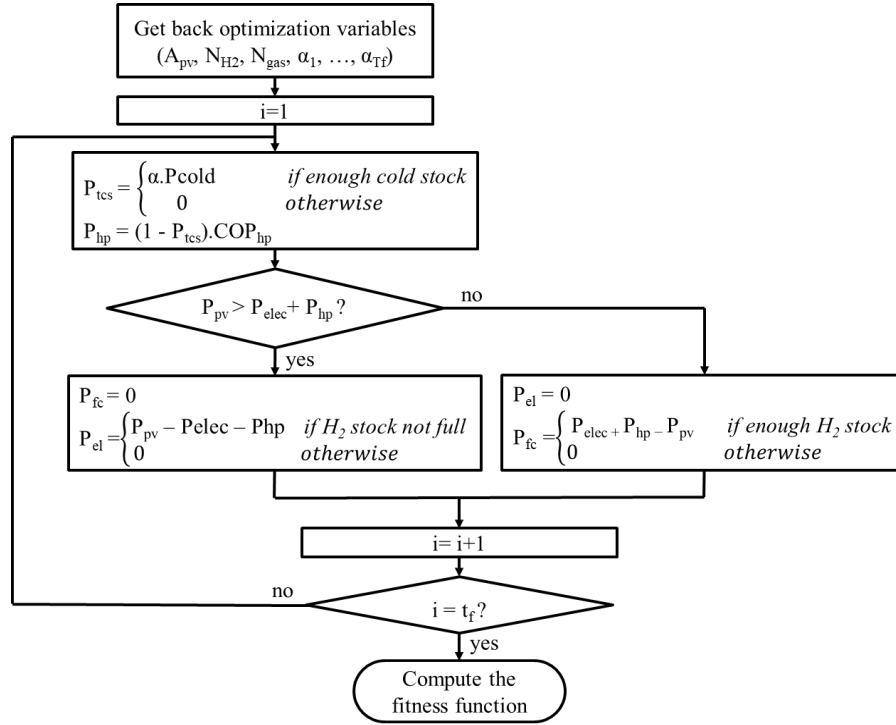 Get back optimization variables
(A_pv, N_H2, N_gas, α_1, …, α_Tf)
i=1
P_tcs = { α.Pcold if enough cold stock
0 otherwise
P_hp = (1 - P_tcs).COP_hp
P_pv > P_elec + P_hp ?
no
yes
P_fc = 0
P_el = { P_pv – Pelec – Php if H_2 stock not full
0 otherwise
P_el = 0
P_fc = { P_elec + P_hp – P_pv if enough H_2 stock
0 otherwise
i= i+1
no
i = t_f ?
yes
Compute the
fitness function